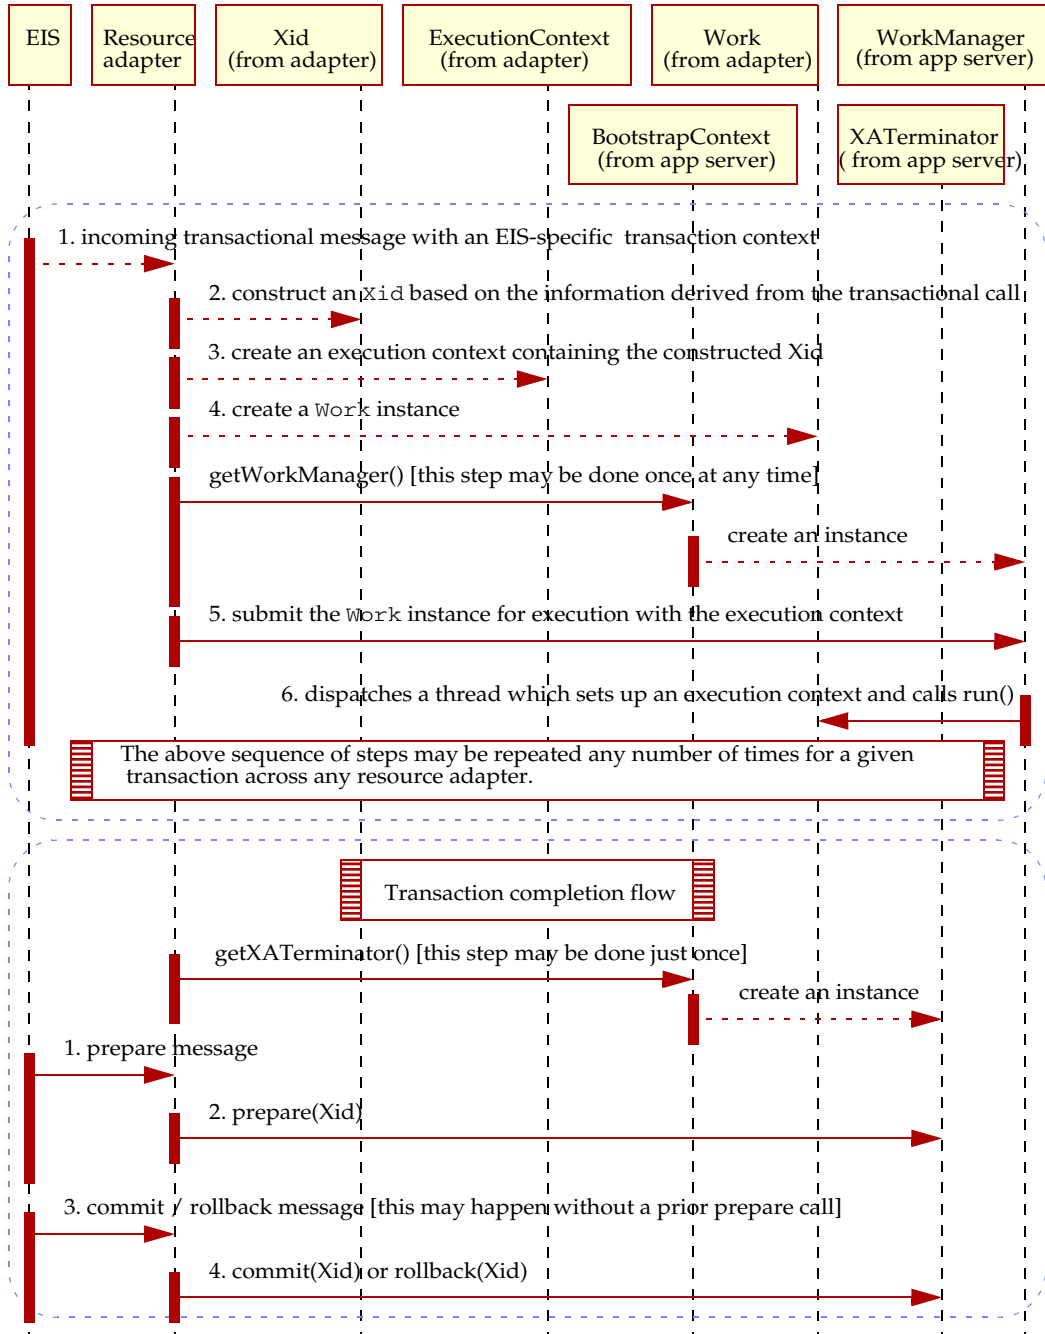 EIS
Resource
adapter
Xid
(from adapter)
ExecutionContext
(from adapter)
Work
(from adapter)
WorkManager
(from app server)
BootstrapContext
(from app server)
XATerminator
( from app server)
1. incoming transactional message with an EIS-specific  transaction context
2. construct an Xid based on the information derived from the transactional call
3. create an execution context containing the constructed Xid
4. create a Work instance
getWorkManager() [this step may be done once at any time]
create an instance
5. submit the Work instance for execution with the execution context
6. dispatches a thread which sets up an execution context and calls run()
The above sequence of steps may be repeated any number of times for a given
transaction across any resource adapter.
Transaction completion flow
getXATerminator() [this step may be done just once]
create an instance
1. prepare message
2. prepare(Xid)
3. commit / rollback message [this may happen without a prior prepare call]
4. commit(Xid) or rollback(Xid)